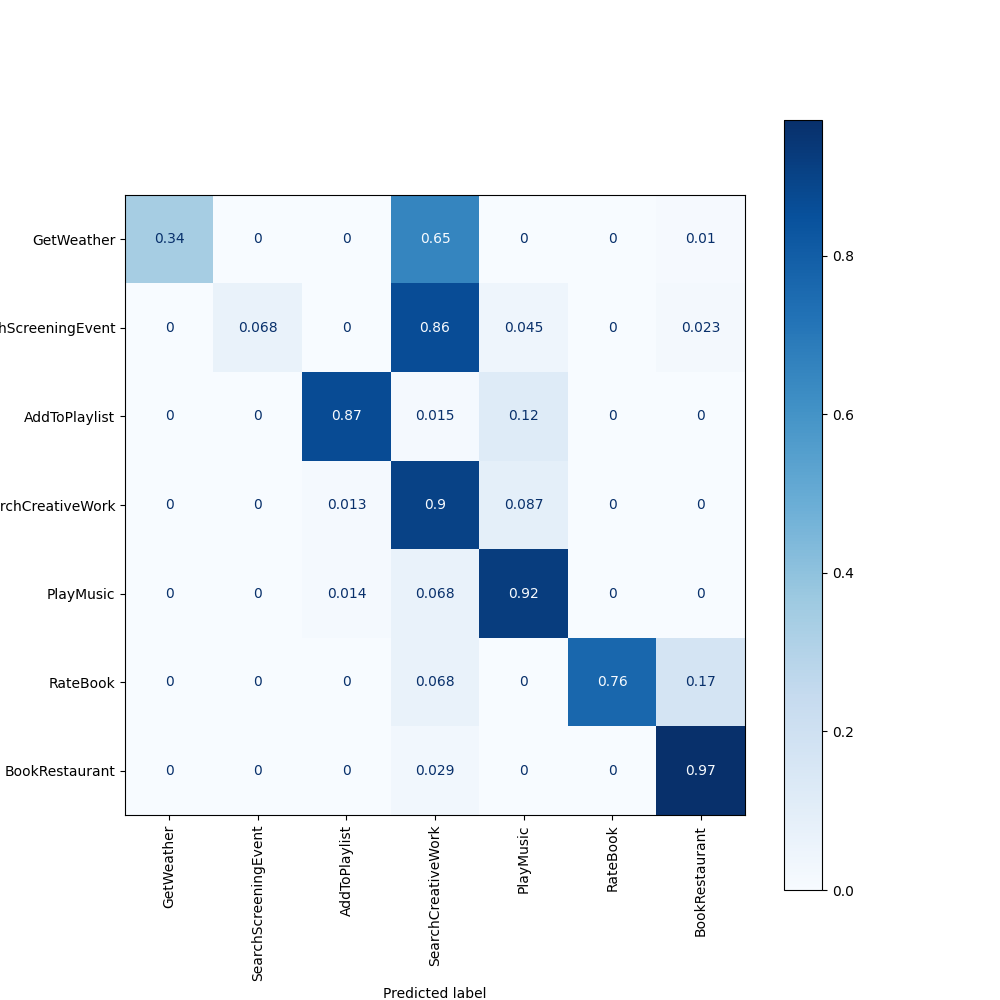 GetWeather 0.34 0 0 0.65 0 0 0.01
hScreeningEvent 0 0.068 0 0.86 0.045 0 0.023
AddToPlaylist 0 0 0.87 0.015 0.12 0 0
rchCreativeWork 0 0 0.013 0.9 0.087 0 0
PlayMusic 0 0 0.014 0.068 0.92 0 0
RateBook 0 0 0 0.068 0 0.76 0.17
BookRestaurant 0 0 0 0.029 0 0 0.97
GetWeather
SearchScreeningEvent
AddToPlaylist
SearchCreativeWork
PlayMusic
RateBook
BookRestaurant
Predicted label
0.8
0.6
0.4
0.2
0.0